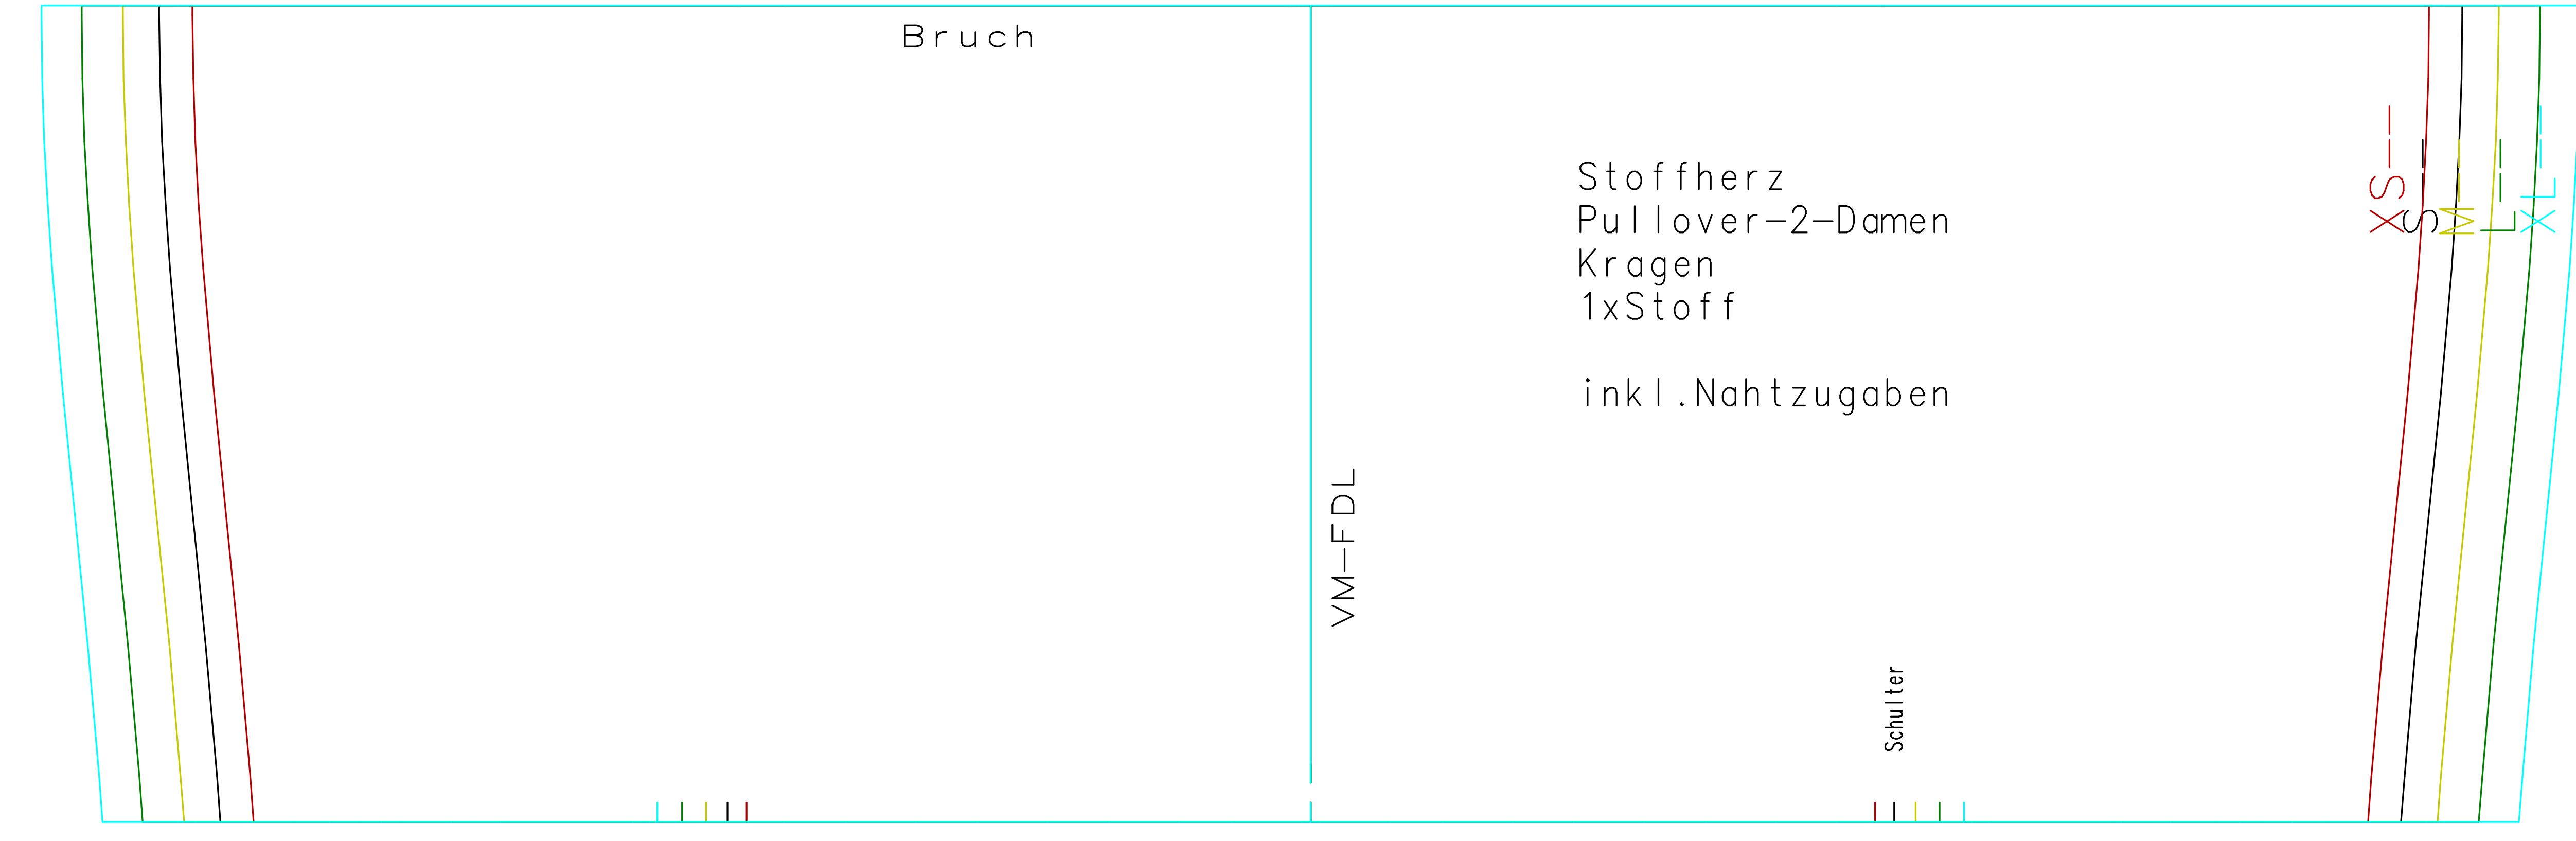 Bruch
Stoffherz
Pullover-2-Damen
Kragen
1xStoff
inkl.Nahtzugaben
XS--
S--
M--
L--
XL--
VM-FDL
Schulter